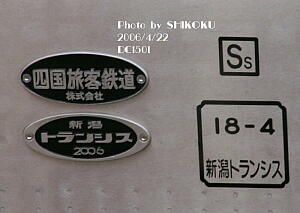 Photo by SHIKOKU
2006/4/22
DC1501
四国旅客鉄道
株式会社
新潟
トランシス
2006
Ss
18-4
新潟トランシス